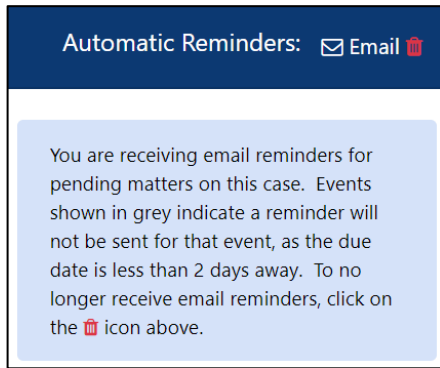 Automatic Reminders: Email
You are receiving email reminders for
pending matters on this case. Events
shown in grey indicate a reminder will
not be sent for that event, as the due
date is less than 2 days away. To no
longer receive email reminders, click on
the icon above.